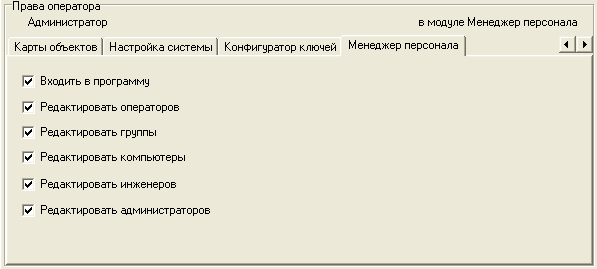 Права оператора
Администратор в модуле Менеджер персонала
Карты объектов Настройка системы Конфигуратор ключей Менеджер персонала
Входить в программу
Редактировать операторов
Редактировать группы
Редактировать компьютеры
Редактировать инженеров
Редактировать администраторов